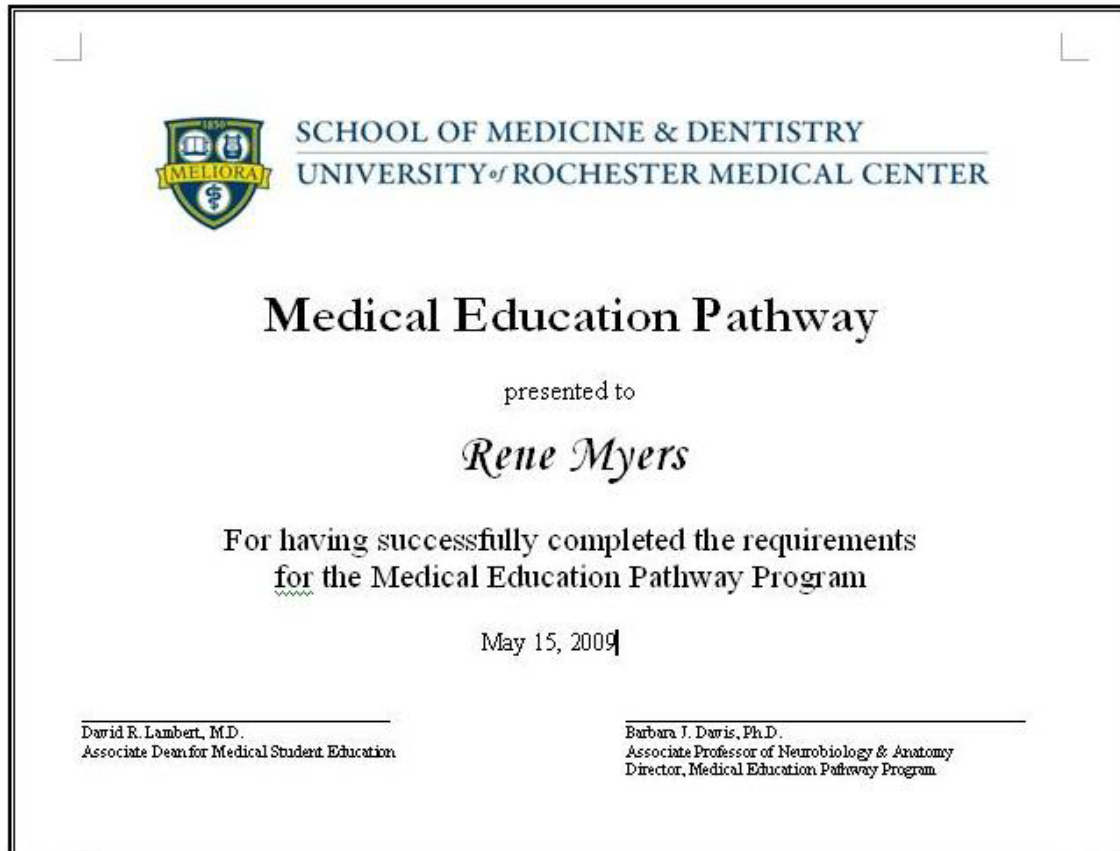 1850
MELIORA
SCHOOL OF MEDICINE & DENTISTRY
UNIVERSITY of ROCHESTER MEDICAL CENTER
Medical Education Pathway
presented to
Rene Myers
For having successfully completed the requirements
for the Medical Education Pathway Program
May 15, 2009
David R. Lambert, M.D.
Associate Dean for Medical Student Education
Barbara J. Davis, Ph.D.
Associate Professor of Neurobiology & Anatomy
Director, Medical Education Pathway Program